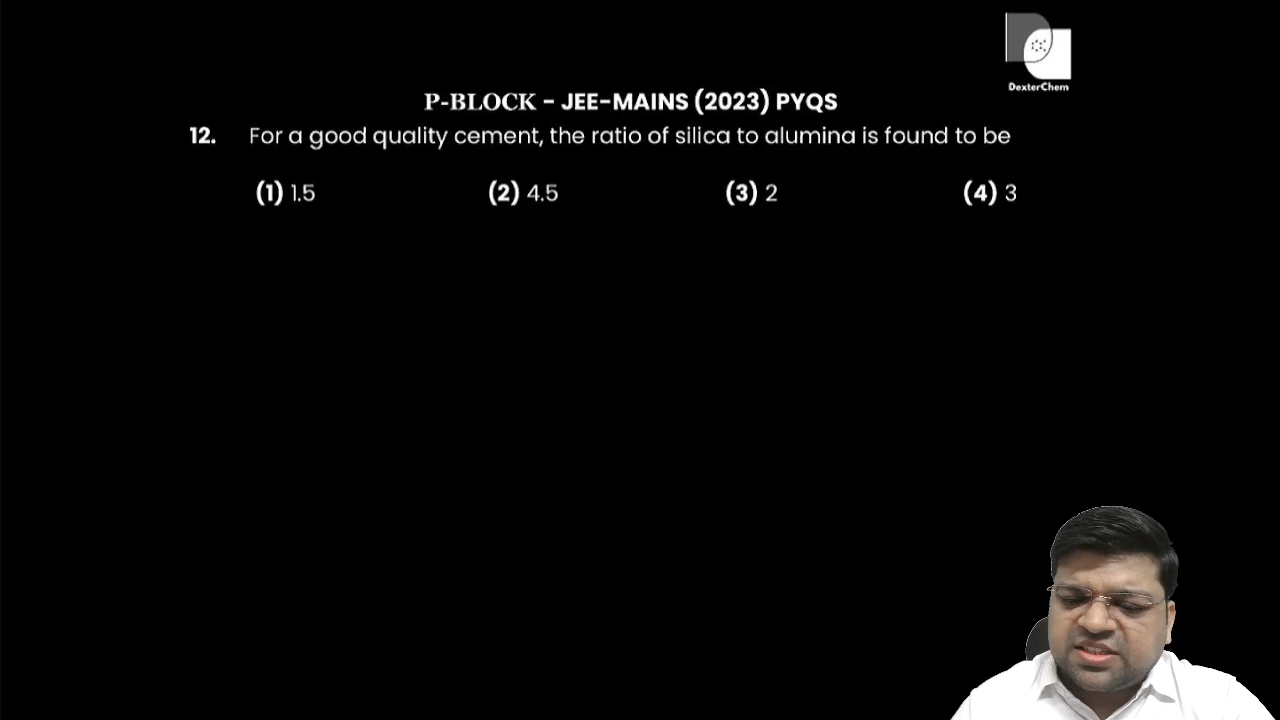 DexterChem
P-BLOCK - JEE-MAINS (2023) PYQS
12. For a good quality cement, the ratio of silica to alumina is found to be
(1) 1.5 (2) 4.5 (3) 2 (4) 3